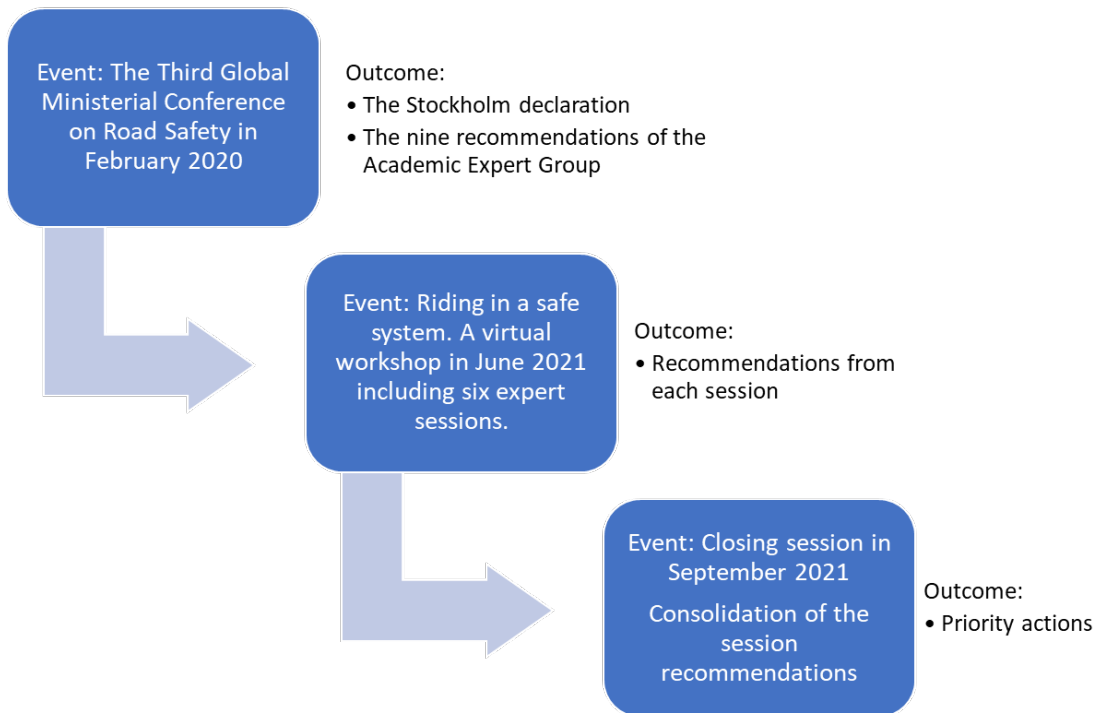 Event: The Third Global
Ministerial Conference
on Road Safety in
February 2020
Outcome:
• The Stockholm declaration
• The nine recommendations of the
Academic Expert Group
Event: Riding in a safe
system. A virtual
workshop in June 2021
including six expert
sessions.
Outcome:
• Recommendations from
each session
Event: Closing session in
September 2021
Consolidation of the
session
recommendations
Outcome:
• Priority actions